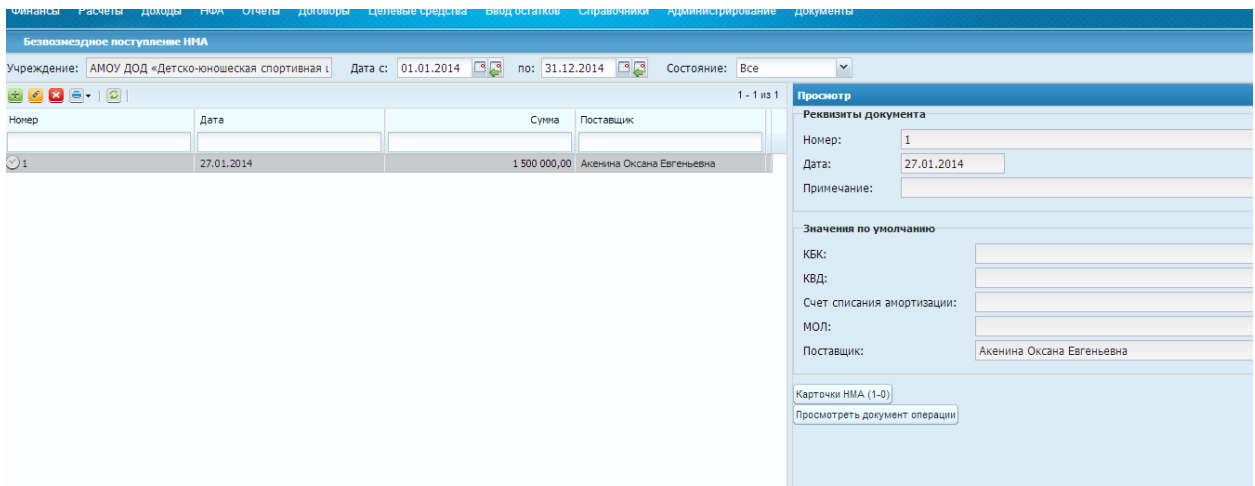 Финансы Расчеты Доходы НФА Отчеты Договоры Целевые средства Ввод остатков Справочники Администрирование Документы
Безвозмездное поступление НМА
Учреждение: АМОУ ДОД «Детско-юношеская спортивная ц Дата с: 01.01.2014 по: 31.12.2014 Состояние: Все
1 - 1 из 1
Номер Дата Сумма Поставщик
1 27.01.2014 1 500 000,00 Акенина Оксана Евгеньевна
Просмотр
Реквизиты документа
Номер: 1
Дата: 27.01.2014
Примечание:
Значения по умолчанию
КБК:
КВД:
Счет списания амортизации:
МОЛ:
Поставщик: Акенина Оксана Евгеньевна
Карточки НМА (1-0)
Просмотреть документ операции